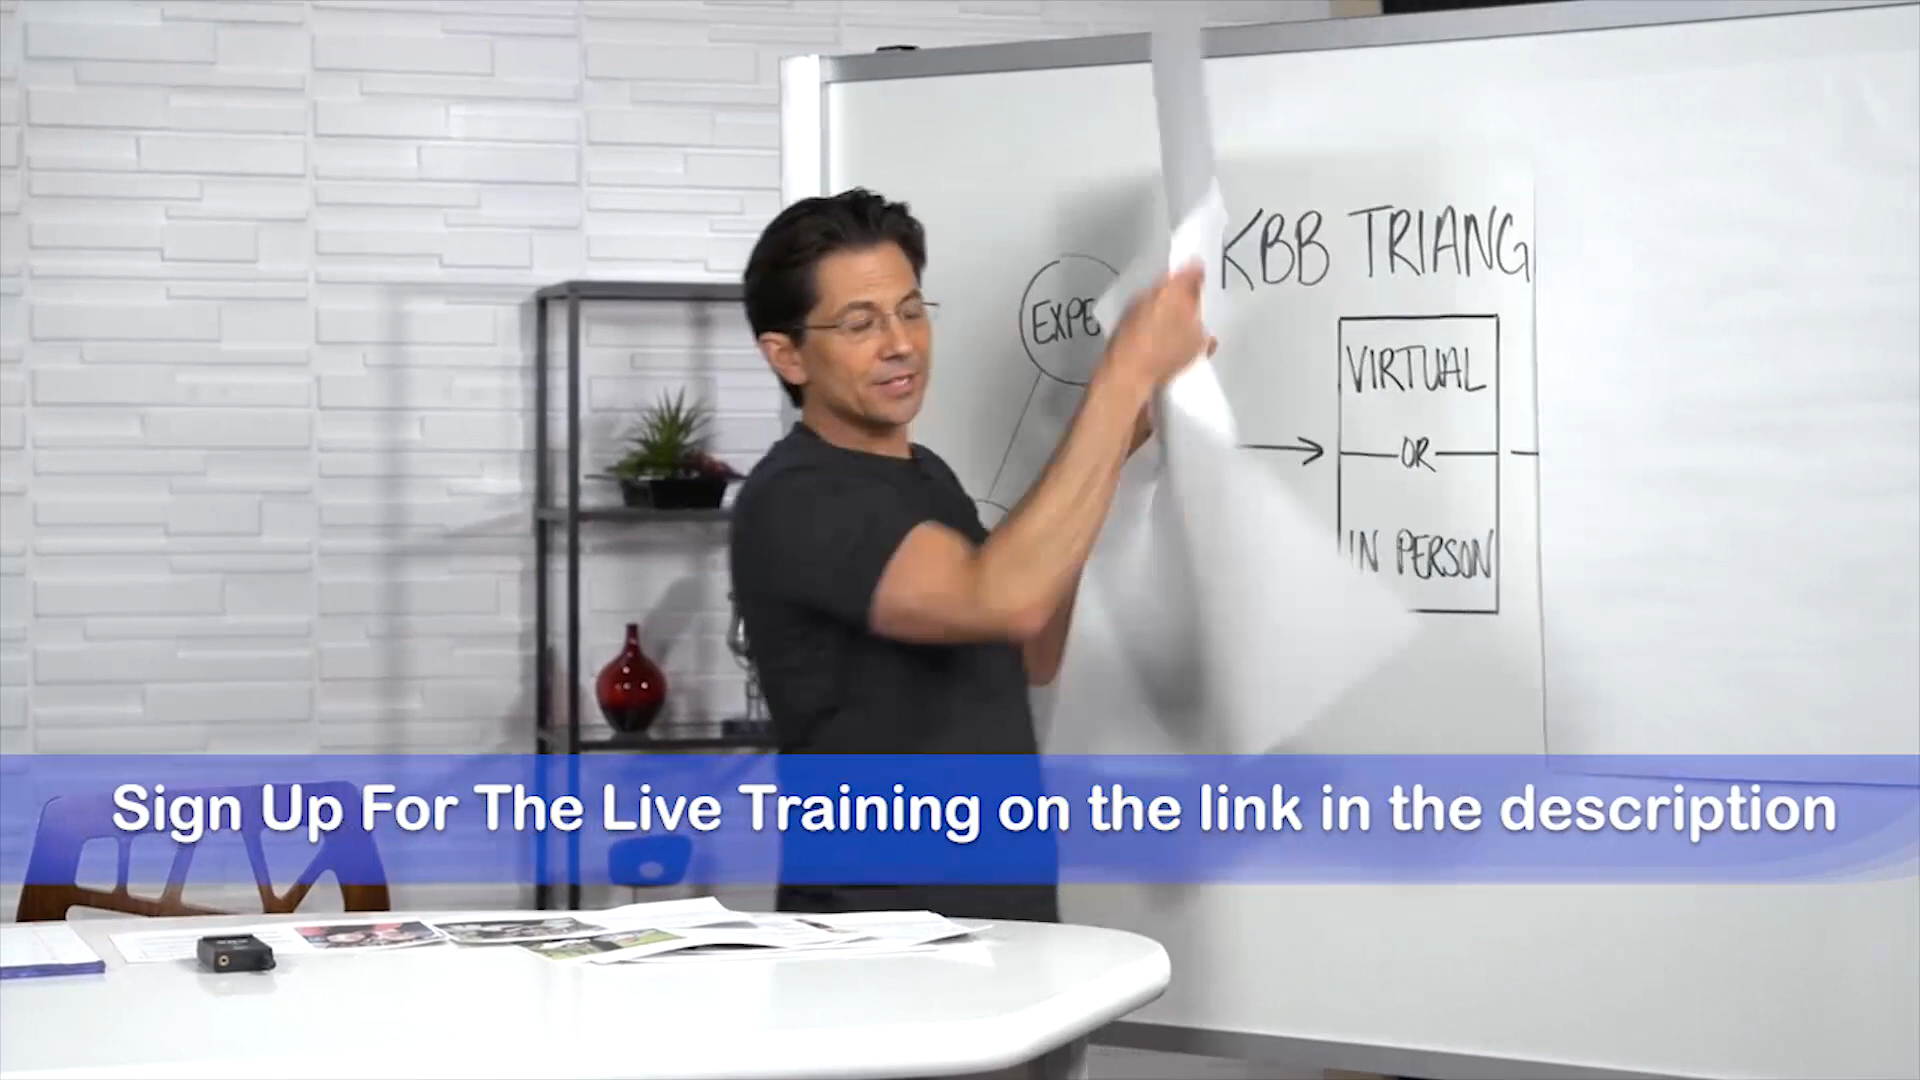 KBB TRIANG
EXPE
VIRTUAL
OR
IN PERSON
Sign Up For The Live Training on the link in the description